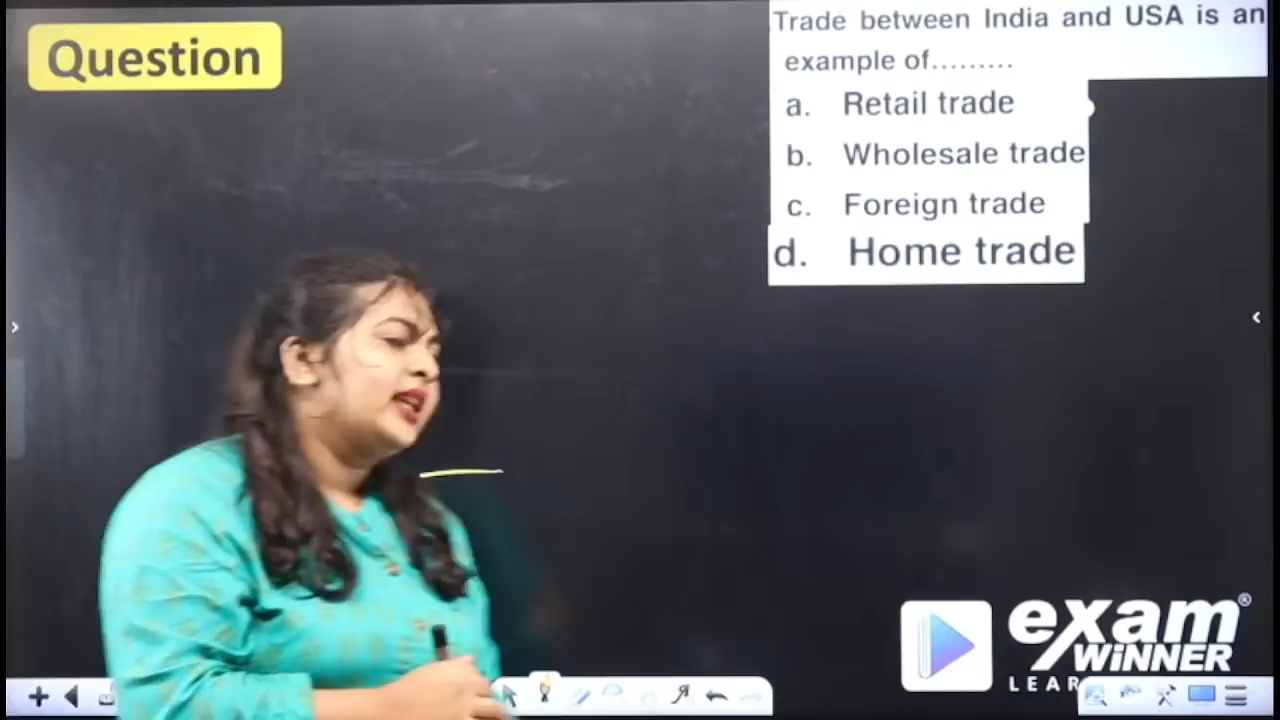 Question
Trade between India and USA is an
example of.........
a. Retail trade
b. Wholesale trade
c. Foreign trade
d. Home trade
exam®
WiNNER